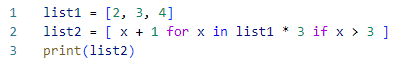 1 list1 = [2, 3, 4]
2 list2 = [ x + 1 for x in list1 * 3 if x > 3 ]
3 print(list2)